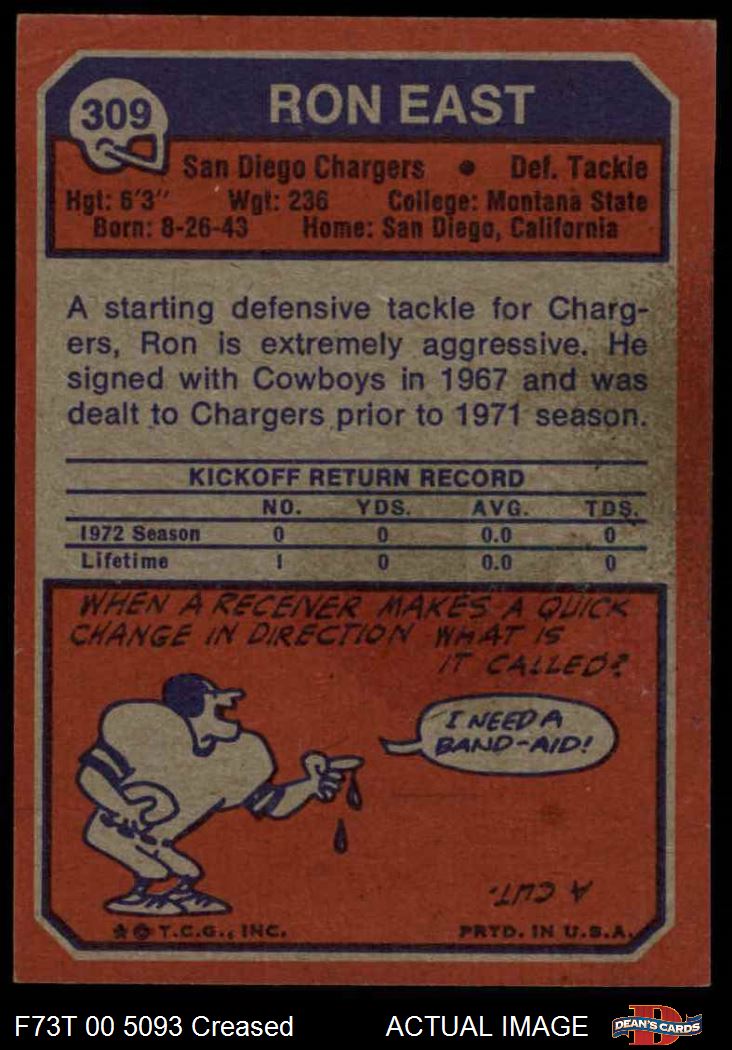 309
RON EAST
San Diego Chargers • Def. Tackle
Hgt: 6'3" Wgt: 236 College: Montana State
Born: 8-26-43 Home: San Diego, California
A starting defensive tackle for Charg-
ers, Ron is extremely aggressive. He
signed with Cowboys in 1967 and was
dealt to Chargers prior to 1971 season.
KICKOFF RETURN RECORD
NO. YDS. AVG. TDS.
1972 Season 0 0 0.0 0
Lifetime 1 0 0.0 0
WHEN A RECEIVER MAKES A QUICK
CHANGE IN DIRECTION WHAT IS
IT CALLED?
I NEED A
BAND-AID!
A CUT.
★ © T.C.G., INC. PRTD. IN U.S.A.
F73T 00 5093 Creased ACTUAL IMAGE
D
DEAN'S CARDS